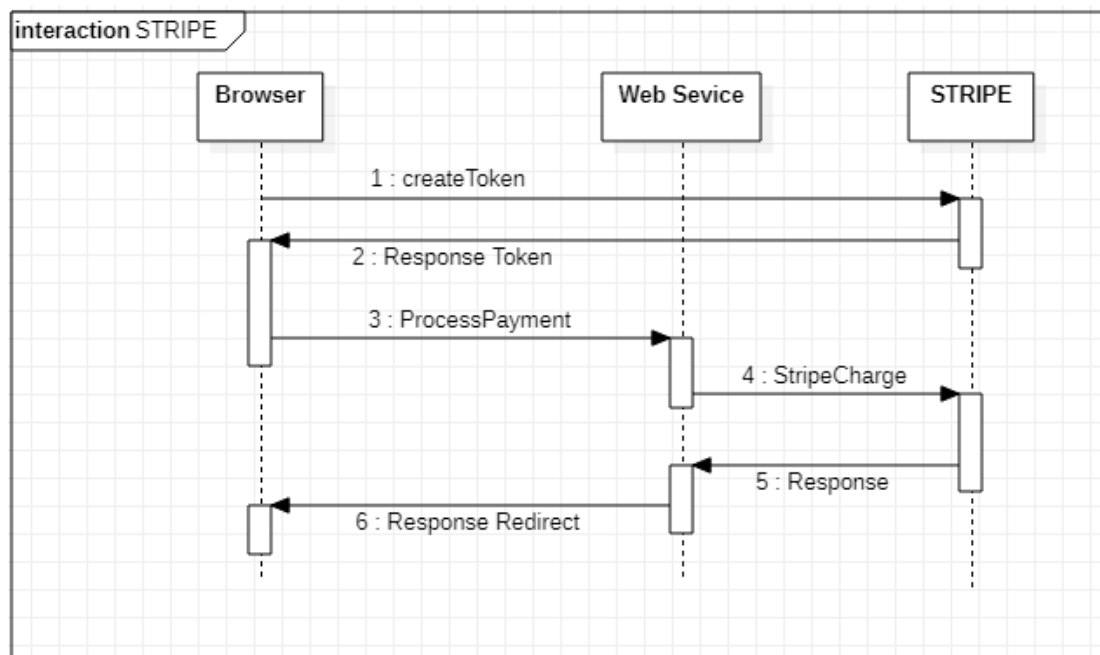 interaction STRIPE
Browser
Web Sevice
STRIPE
1 : createToken
2 : Response Token
3 : ProcessPayment
4 : StripeCharge
5 : Response
6 : Response Redirect